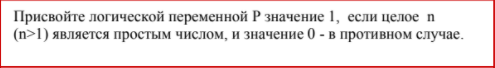 Присвойте логической переменной P значение 1,  если целое  n
(n>1) является простым числом, и значение 0 - в противном случае.